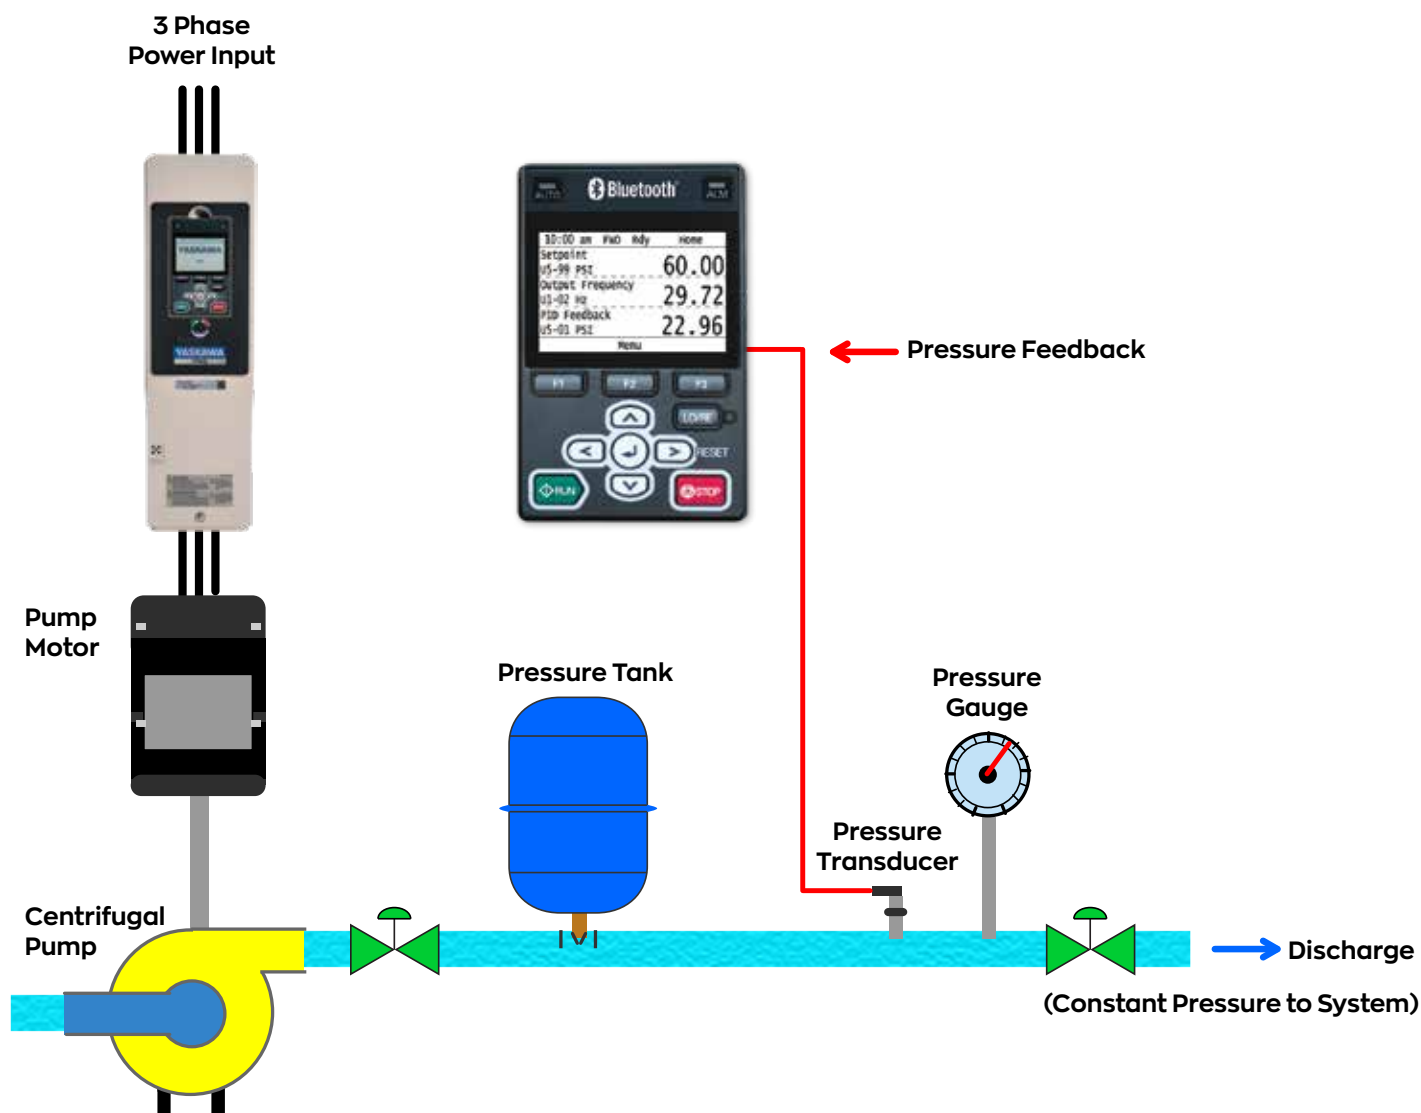 3 Phase
Power Input
Bluetooth
AUTO
ALM
10:00 am FWD Rdy Home
Setpoint
U5-99 PSI 60.00
Output Frequency
U1-02 Hz 29.72
PID Feedback
U5-01 PSI 22.96
Menu
F1 F2 F3
LO/RE
RESET
RUN
STOP
YASKAWA
YASKAWA
Pressure Feedback
Pump
Motor
Pressure Tank
Pressure
Gauge
Pressure
Transducer
Centrifugal
Pump
Discharge
(Constant Pressure to System)